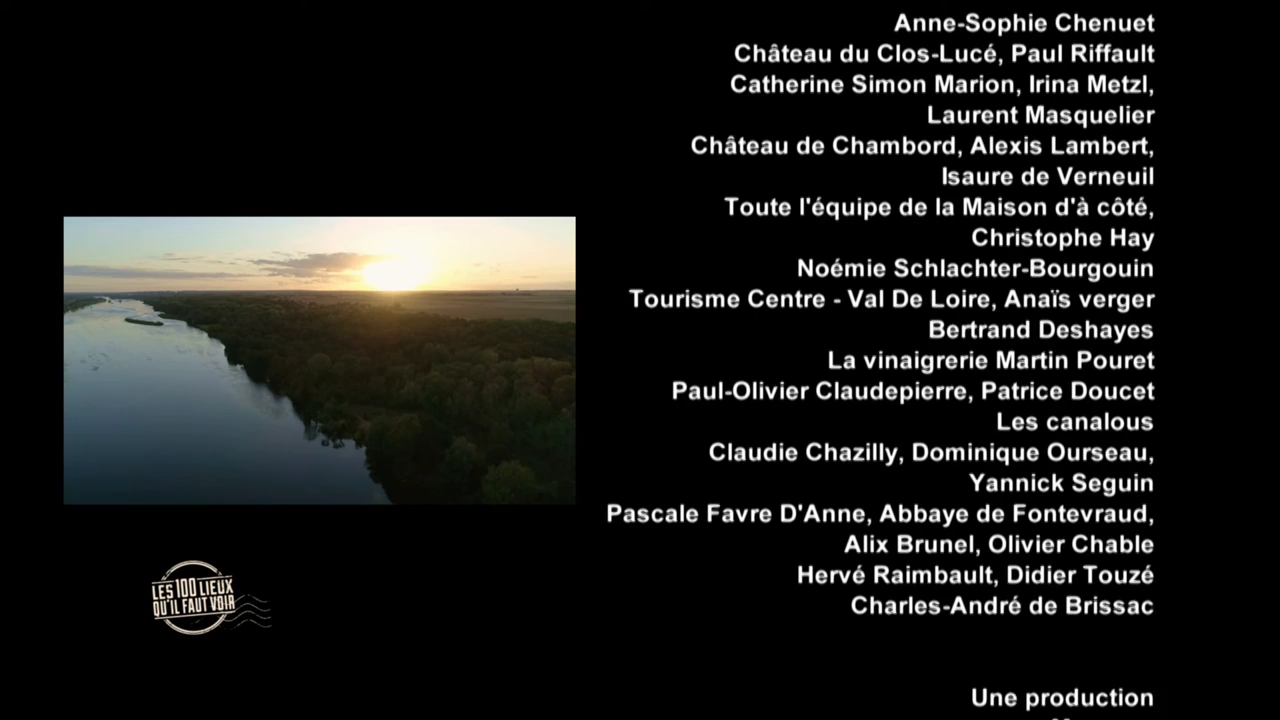 Anne-Sophie Chenuet
Château du Clos-Lucé, Paul Riffault
Catherine Simon Marion, Irina Metzl,
Laurent Masquelier
Château de Chambord, Alexis Lambert,
Isaure de Verneuil
Toute l'équipe de la Maison d'à côté,
Christophe Hay
Noémie Schlachter-Bourgouin
Tourisme Centre - Val De Loire, Anaïs verger
Bertrand Deshayes
La vinaigrerie Martin Pouret
Paul-Olivier Claudepierre, Patrice Doucet
Les canalous
Claudie Chazilly, Dominique Ourseau,
Yannick Seguin
Pascale Favre D'Anne, Abbaye de Fontevraud,
Alix Brunel, Olivier Chable
Hervé Raimbault, Didier Touzé
Charles-André de Brissac
Une production
LES 100 LIEUX
QU'IL FAUT VOIR